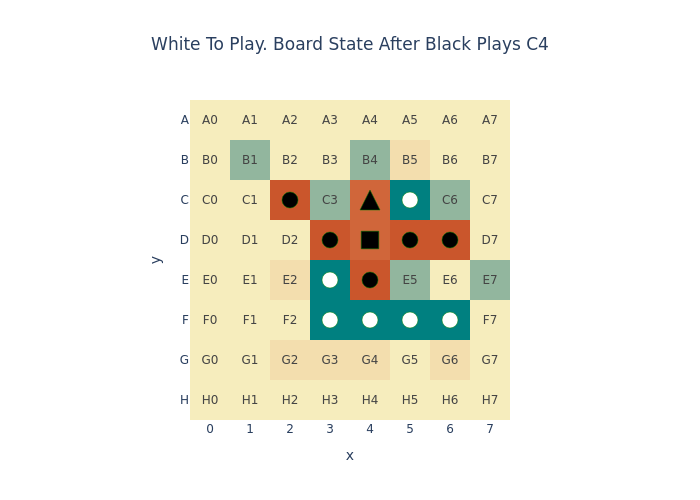 White To Play. Board State After Black Plays C4
A A0 A1 A2 A3 A4 A5 A6 A7
B B0 B1 B2 B3 B4 B5 B6 B7
C C0 C1 C3 C6 C7
D D0 D1 D2 D7
E E0 E1 E2 E5 E6 E7
F F0 F1 F2 F7
G G0 G1 G2 G3 G4 G5 G6 G7
H H0 H1 H2 H3 H4 H5 H6 H7
0 1 2 3 4 5 6 7
x
y